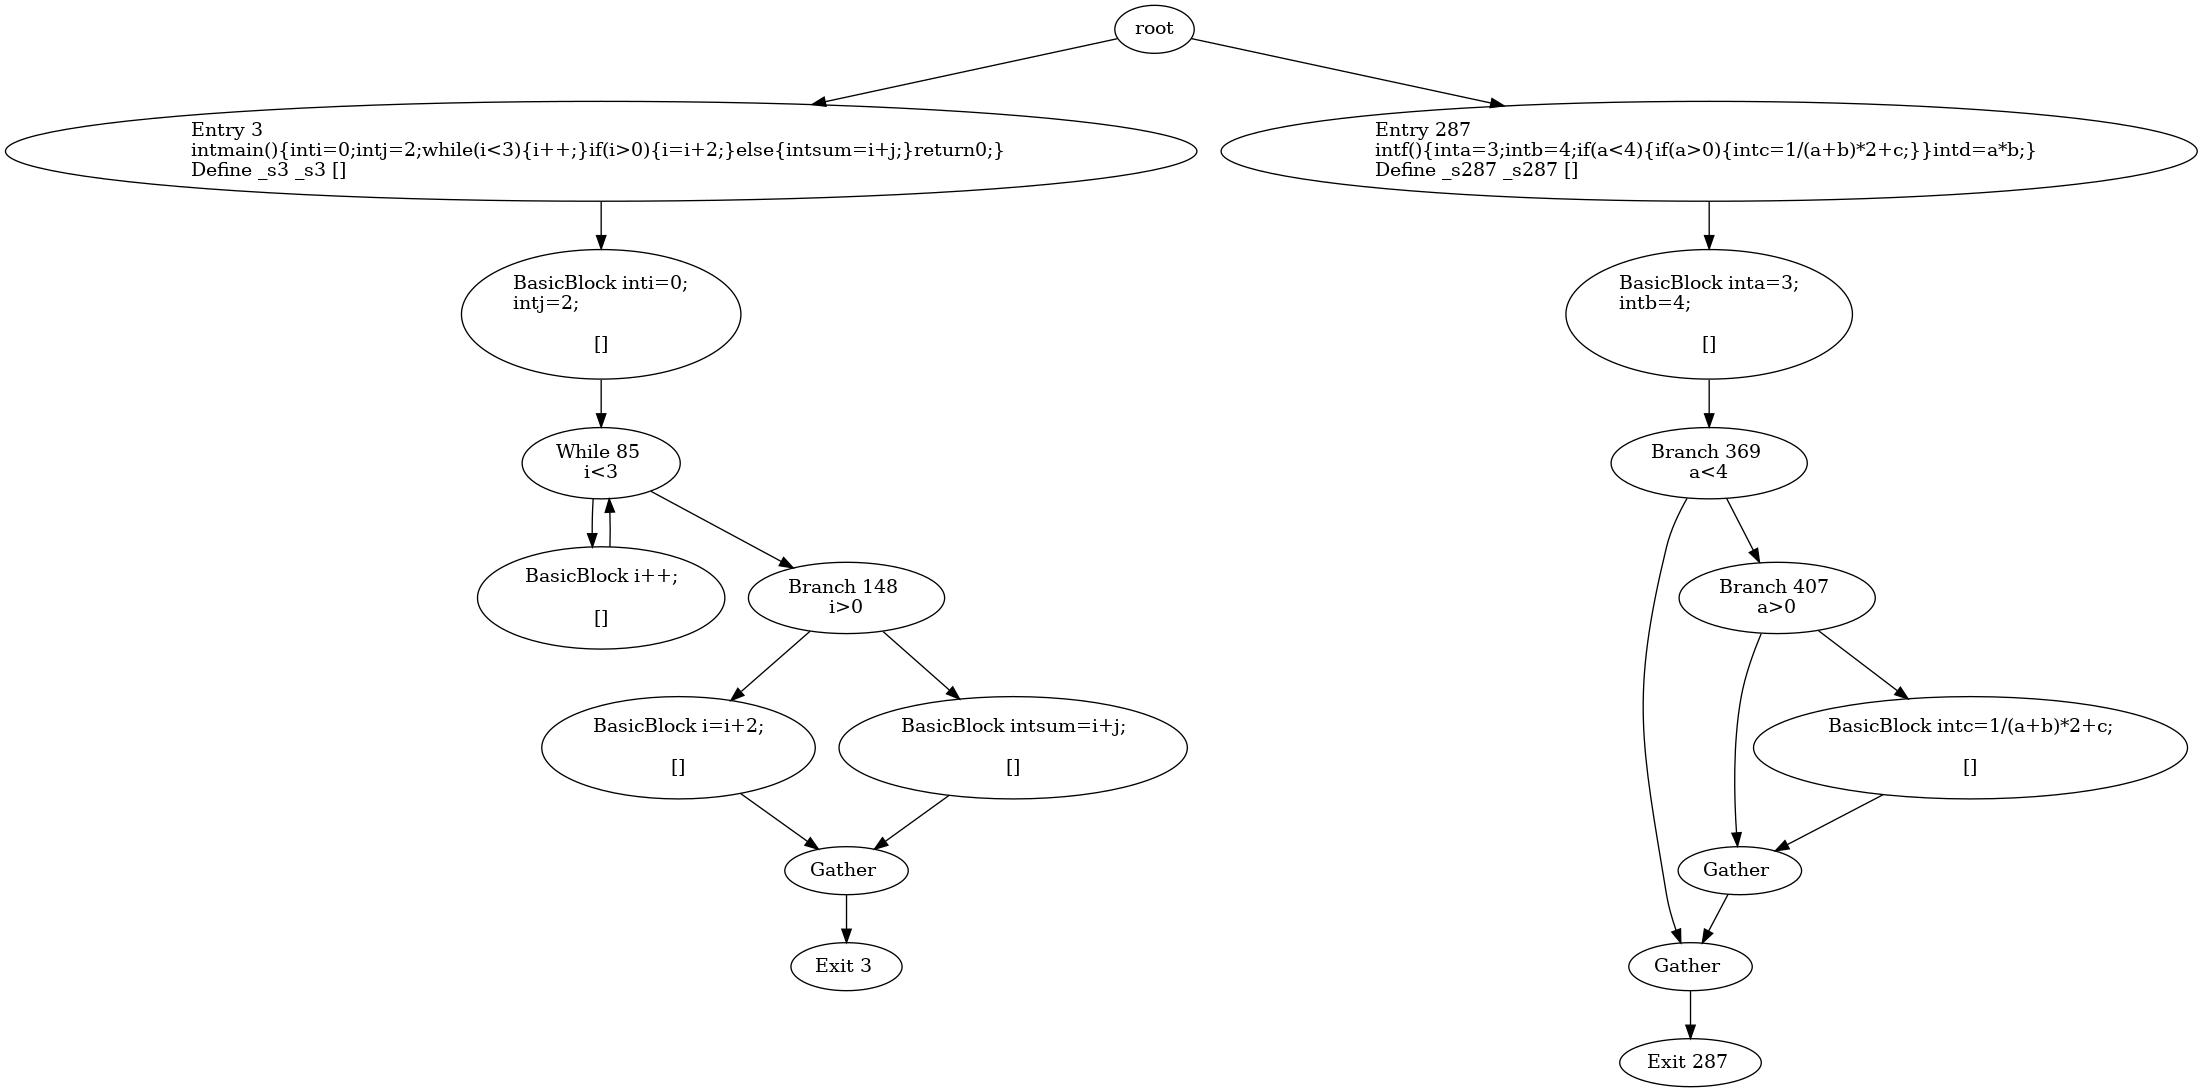 root
Entry 3
intmain(){inti=0;intj=2;while(i<3){i++;}if(i>0){i=i+2;}else{intsum=i+j;}return0;}
Define _s3 _s3 []
Entry 287
intf(){inta=3;intb=4;if(a<4){if(a>0){intc=1/(a+b)*2+c;}}intd=a*b;}
Define _s287 _s287 []
BasicBlock inti=0;
intj=2;
[]
BasicBlock inta=3;
intb=4;
[]
While 85
i<3
Branch 369
a<4
BasicBlock i++;
[]
Branch 148
i>0
Branch 407
a>0
BasicBlock i=i+2;
[]
BasicBlock intsum=i+j;
[]
BasicBlock intc=1/(a+b)*2+c;
[]
Gather
Gather
Exit 3
Gather
Exit 287